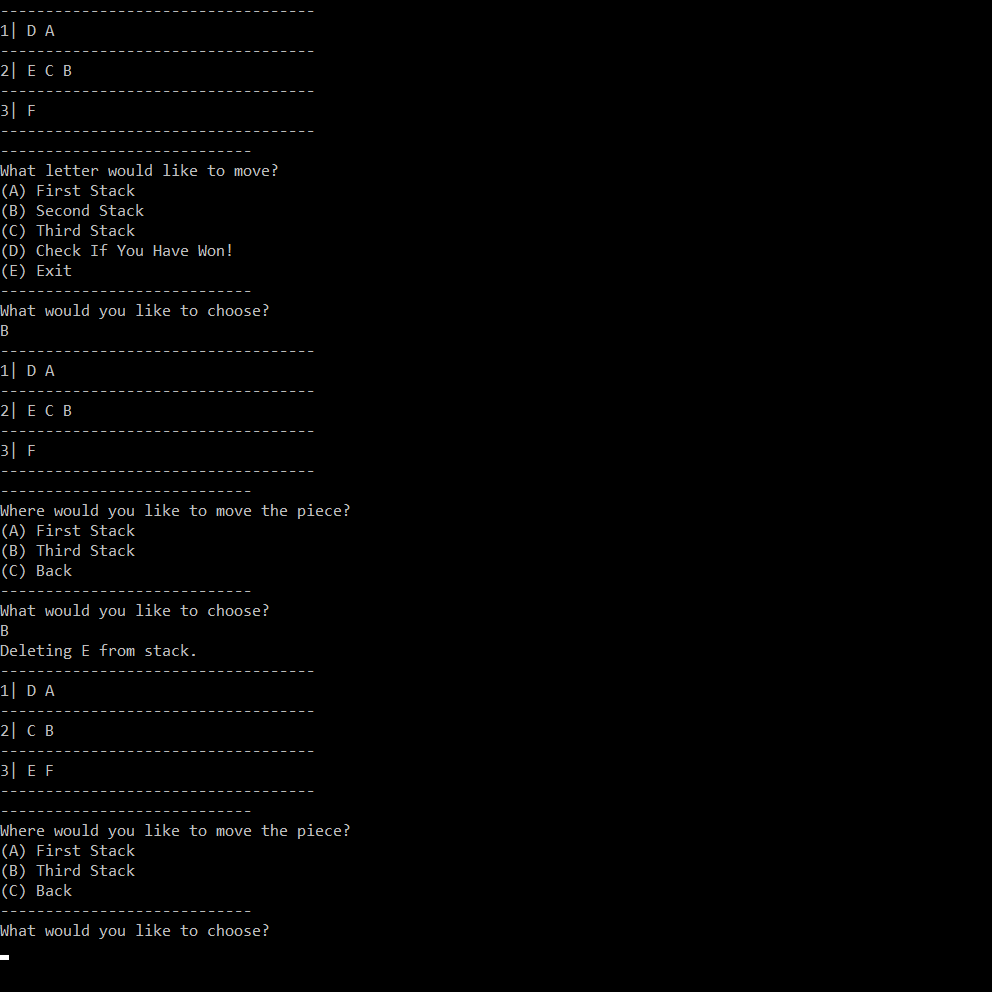 -----------------------------------
1| D A
-----------------------------------
2| E C B
-----------------------------------
3| F
-----------------------------------
----------------------------
What letter would like to move?
(A) First Stack
(B) Second Stack
(C) Third Stack
(D) Check If You Have Won!
(E) Exit
----------------------------
What would you like to choose?
B
-----------------------------------
1| D A
-----------------------------------
2| E C B
-----------------------------------
3| F
-----------------------------------
----------------------------
Where would you like to move the piece?
(A) First Stack
(B) Third Stack
(C) Back
----------------------------
What would you like to choose?
B
Deleting E from stack.
-----------------------------------
1| D A
-----------------------------------
2| C B
-----------------------------------
3| E F
-----------------------------------
----------------------------
Where would you like to move the piece?
(A) First Stack
(B) Third Stack
(C) Back
----------------------------
What would you like to choose?